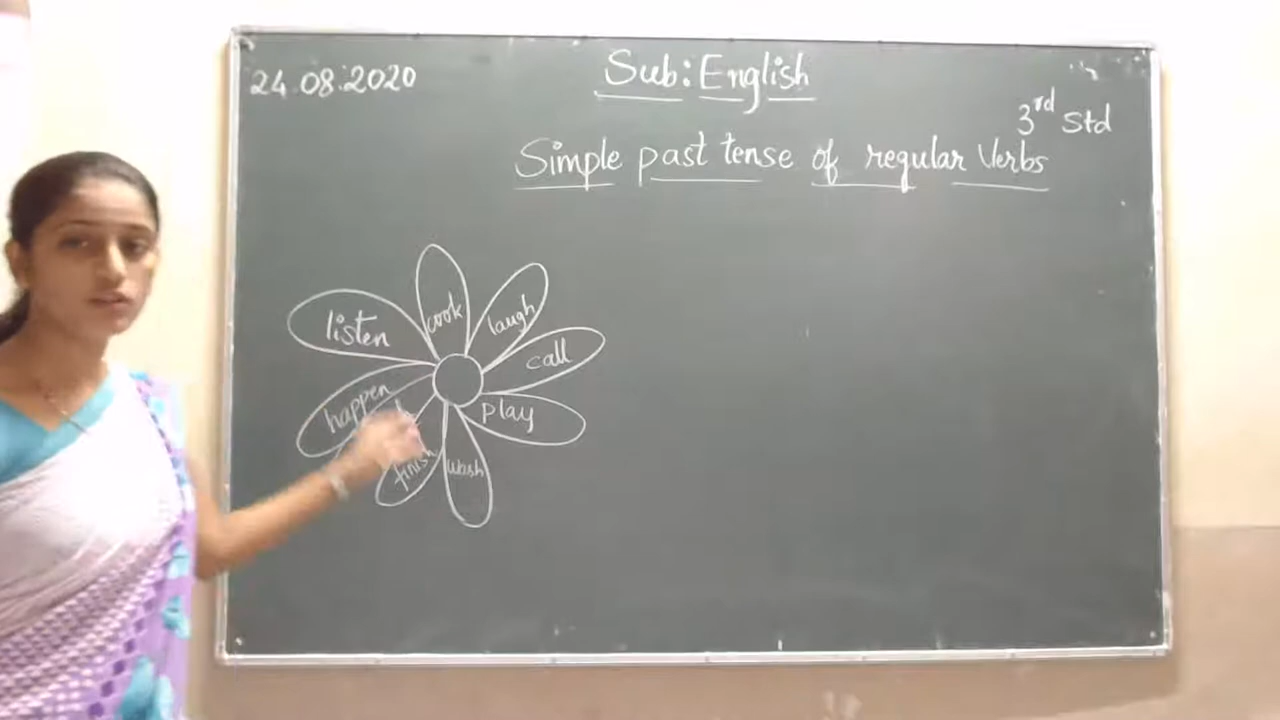 24.08.2020
Sub: English
3rd Std
Simple past tense of regular Verbs
cook
laugh
listen
call
happen
play
finish
wash